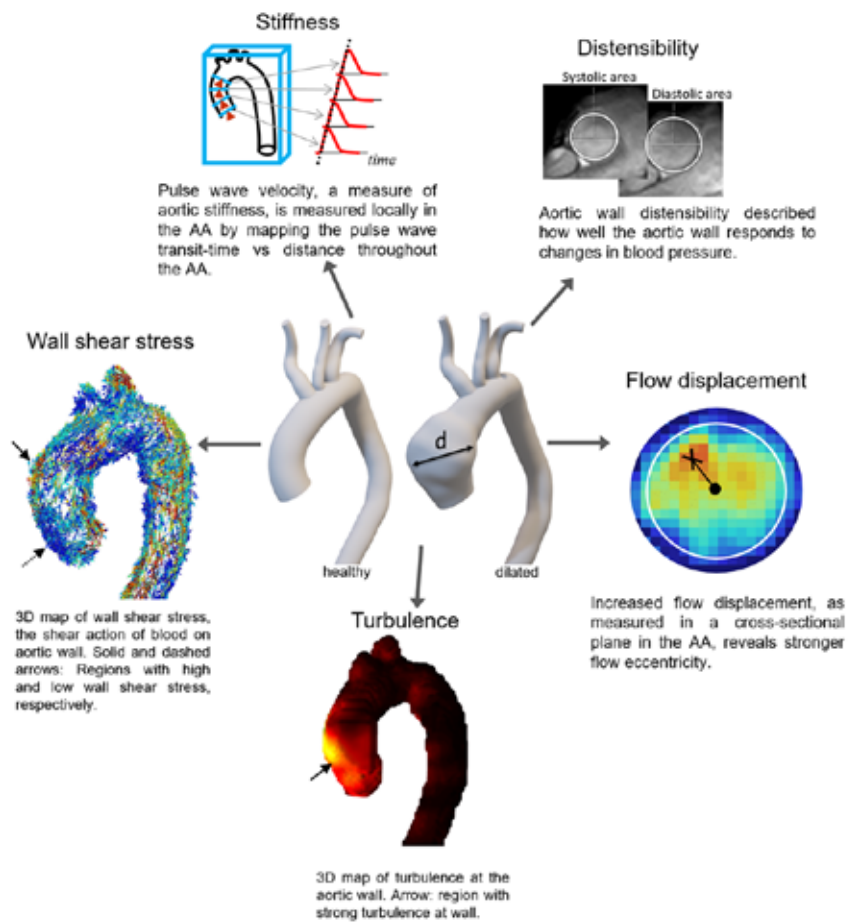 Stiffness
time
Pulse wave velocity, a measure of
aortic stiffness, is measured locally in
the AA by mapping the pulse wave
transit-time vs distance throughout
the AA.
Distensibility
Systolic area
Diastolic area
Aortic wall distensibility described
how well the aortic wall responds to
changes in blood pressure.
Wall shear stress
3D map of wall shear stress,
the shear action of blood on
aortic wall. Solid and dashed
arrows: Regions with high
and low wall shear stress,
respectively.
d
healthy
dilated
Flow displacement
Increased flow displacement, as
measured in a cross-sectional
plane in the AA, reveals stronger
flow eccentricity.
Turbulence
3D map of turbulence at the
aortic wall. Arrow: region with
strong turbulence at wall.